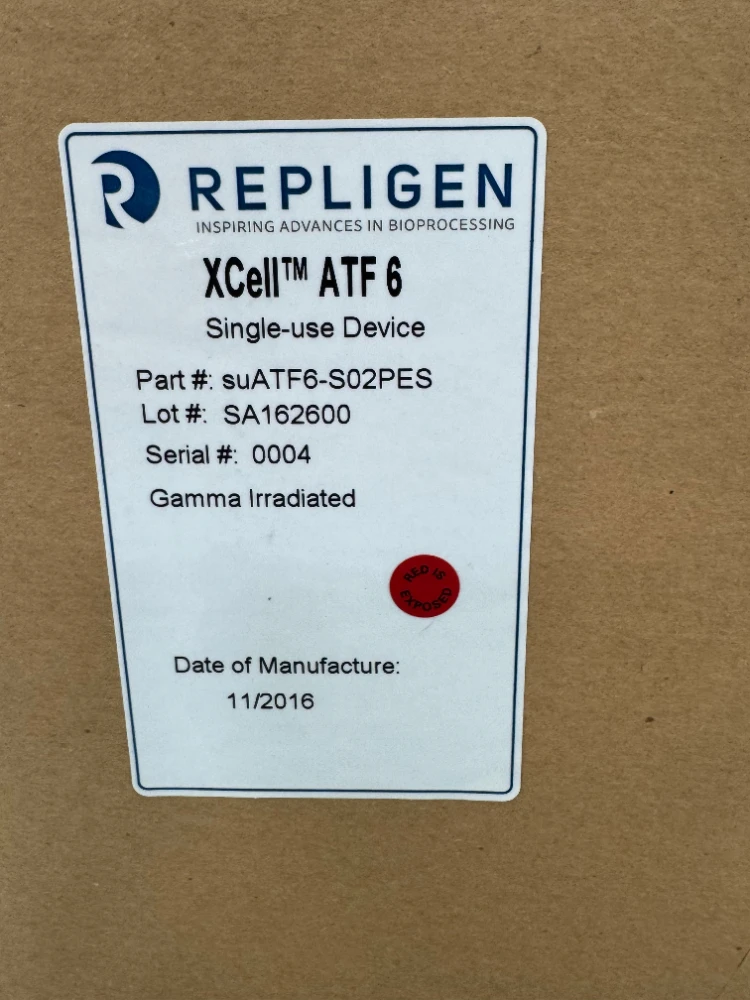 REPLIGEN
INSPIRING ADVANCES IN BIOPROCESSING
XCell™ ATF 6
Single-use Device
Part #: suATF6-S02PES
Lot #: SA162600
Serial #: 0004
Gamma Irradiated
RED IS
EXPOSED
Date of Manufacture:
11/2016